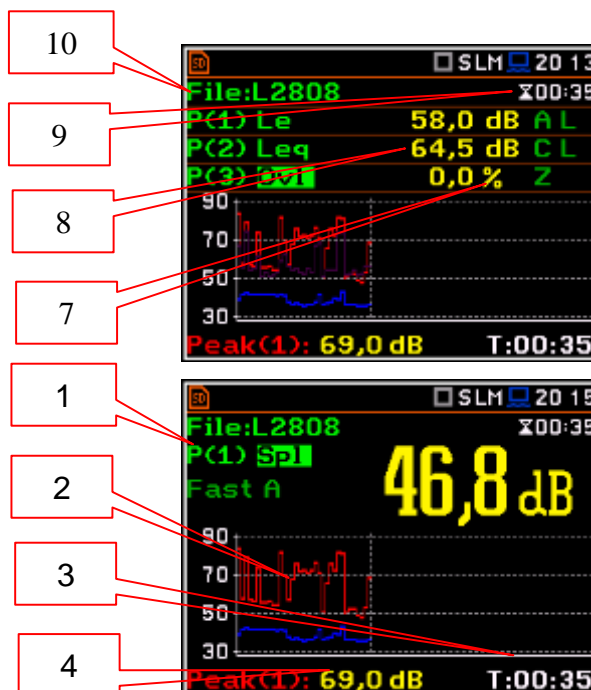 10
SD SLM 20 13
File:L2808 00:35
9
P(1) Le 58,0 dB A L
P(2) Leq 64,5 dB C L
8
P(3) 0,0 % Z
90
70
7
50
30
Peak(1): 69,0 dB T:00:35
1
SD SLM 20 15
File:L2808 00:35
P(1) Spl 46,8 dB
Fast A
2
90
70
3
50
30
4
Peak(1): 69,0 dB T:00:35